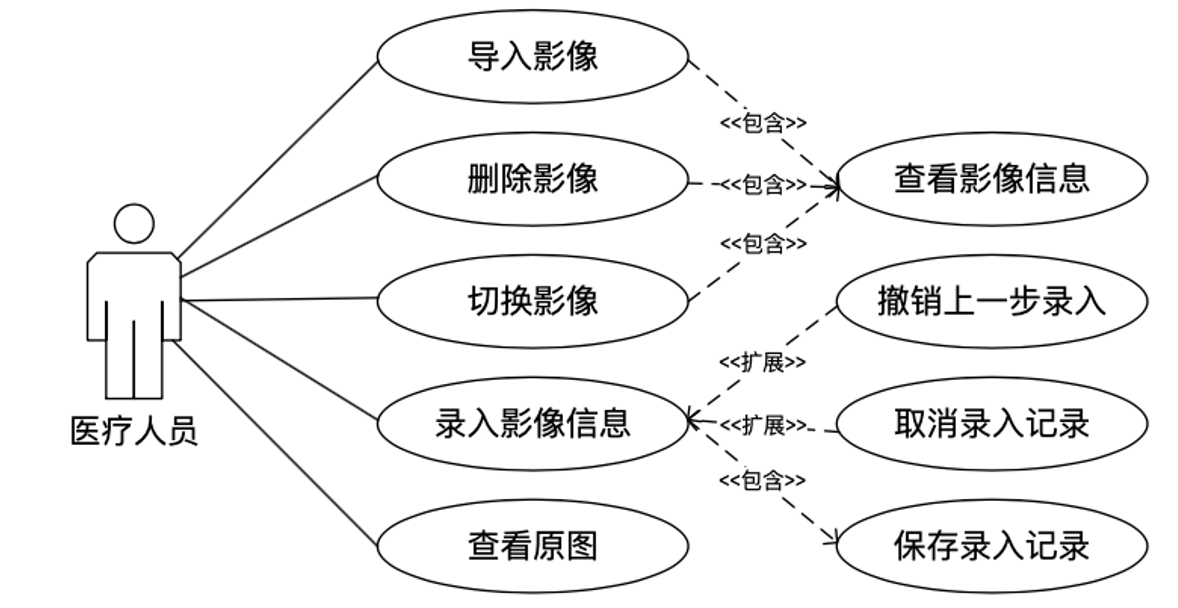 导入影像
<<包含>>
删除影像
<<包含>>
查看影像信息
<<包含>>
切换影像
撤销上一步录入
<<扩展>>
医疗人员
录入影像信息
<<扩展>>
取消录入记录
<<包含>>
查看原图
保存录入记录